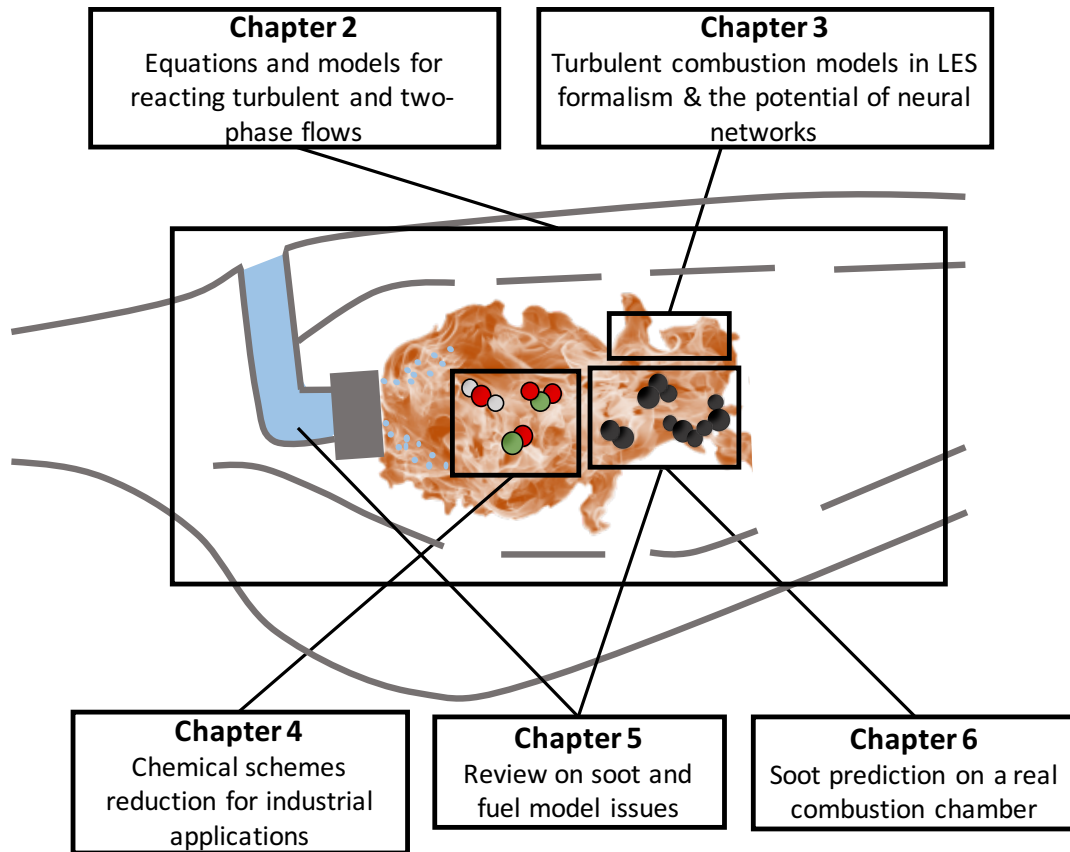 Chapter 2
Equations and models for
reacting turbulent and two-
phase flows
Chapter 3
Turbulent combustion models in LES
formalism & the potential of neural
networks
Chapter 4
Chemical schemes
reduction for industrial
applications
Chapter 5
Review on soot and
fuel model issues
Chapter 6
Soot prediction on a real
combustion chamber